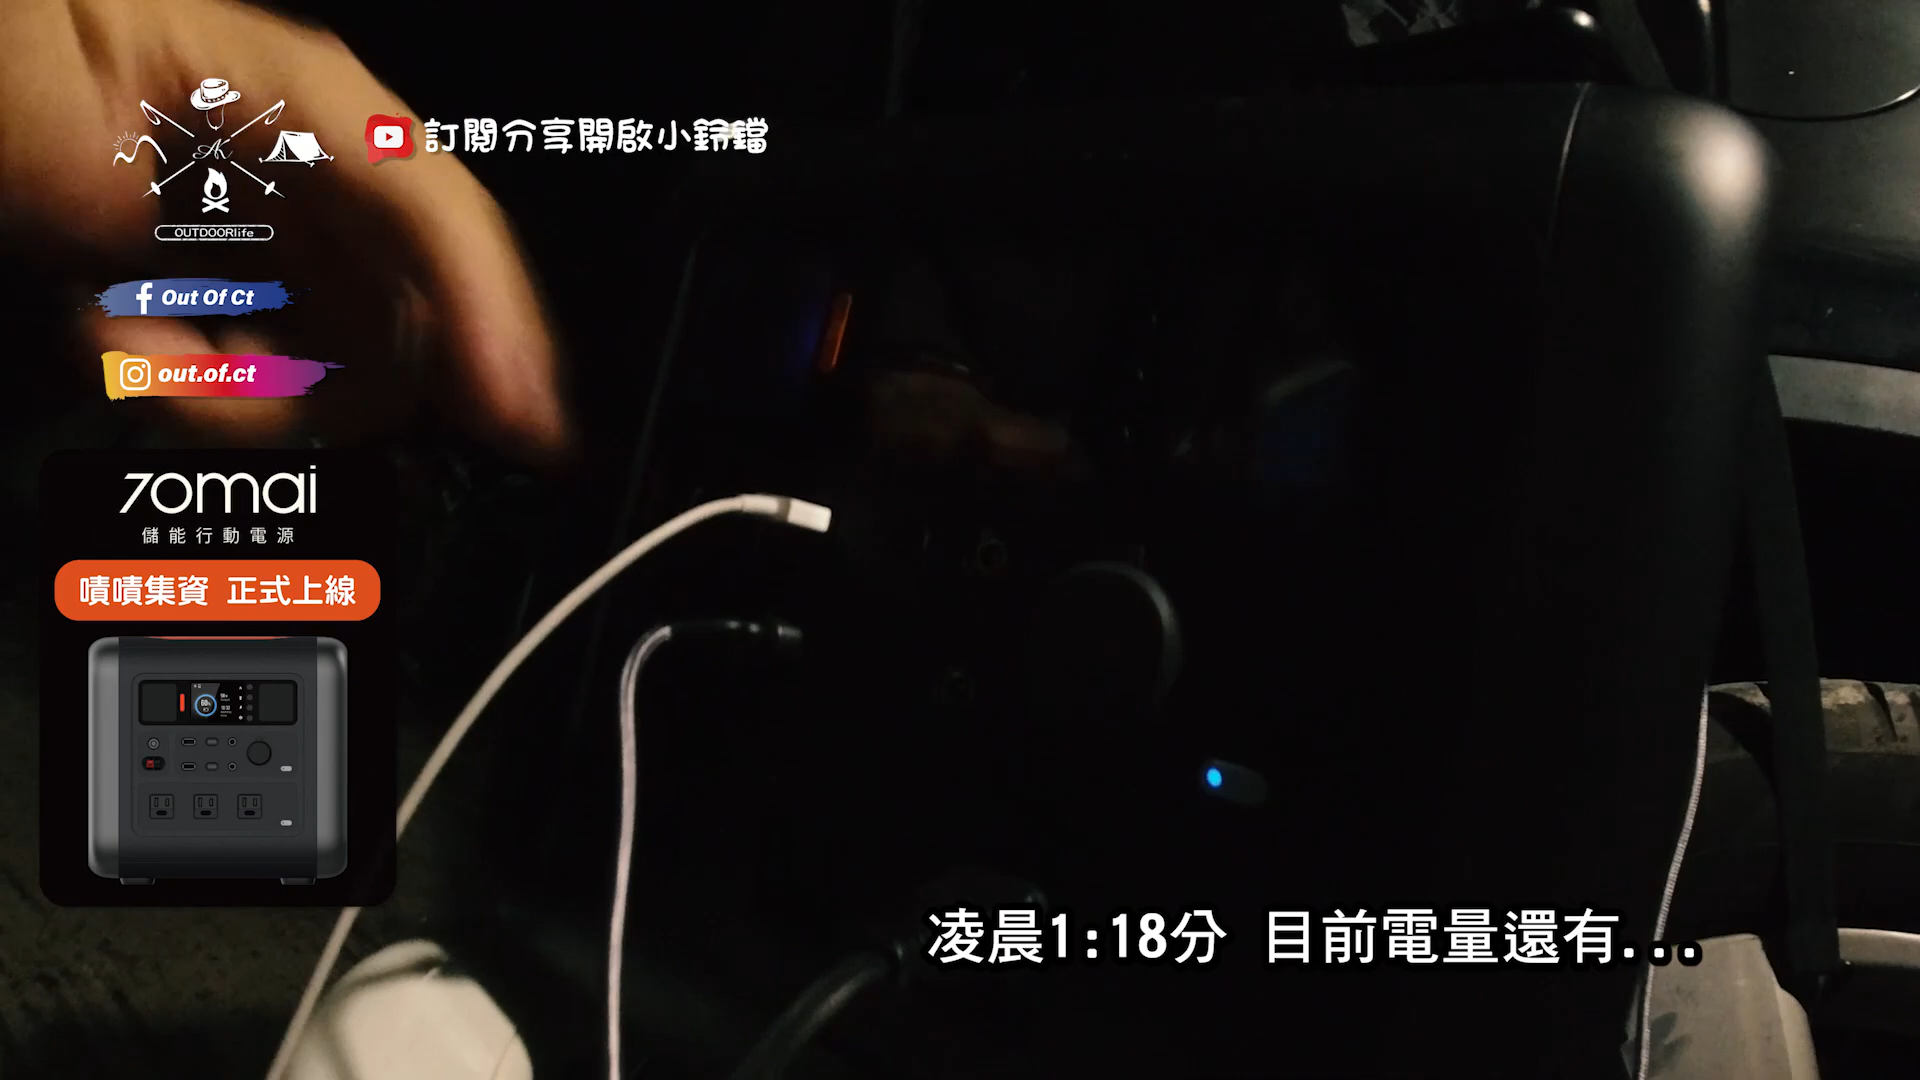 AK
OUTDOORlife
訂閱分享開啟小鈴鐺
Out Of Ct
out.of.ct
70mai
儲能行動電源
嘖嘖集資 正式上線
60%
凌晨1:18分 目前電量還有...